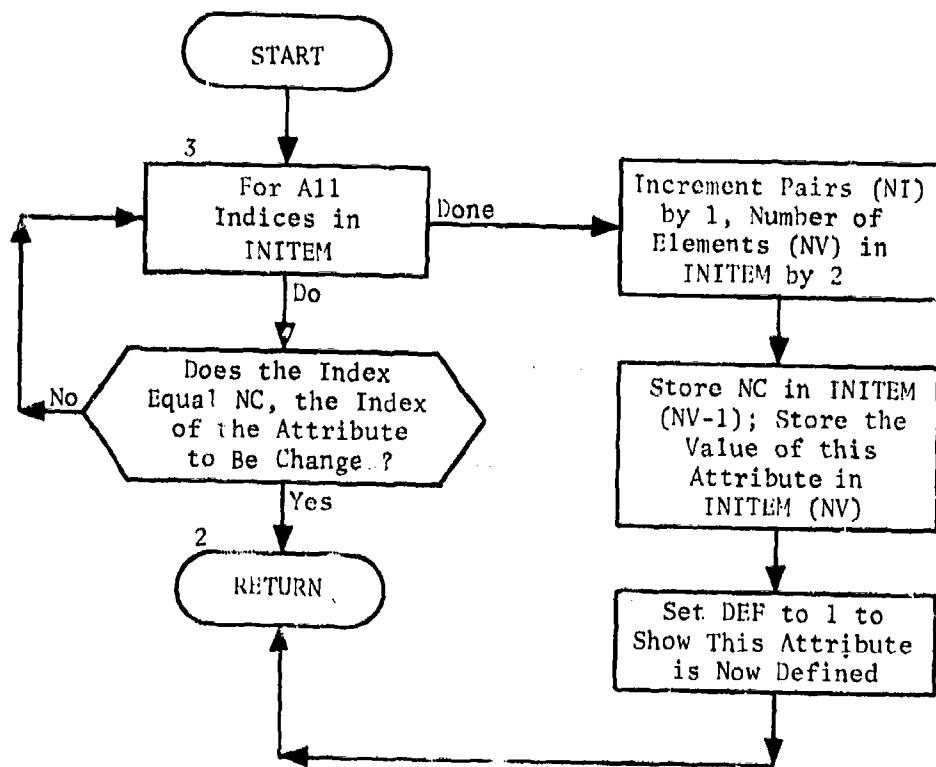 START
3
For All
Indices in
INITEM
Done
Do
Does the Index
Equal NC, the Index
of the Attribute
to Be Change ?
No
Yes
2
RETURN
Increment Pairs (NI)
by 1, Number of
Elements (NV) in
INITEM by 2
Store NC in INITEM
(NV-1); Store the
Value of this
Attribute in
INITEM (NV)
Set DEF to 1 to
Show This Attribute
is Now Defined